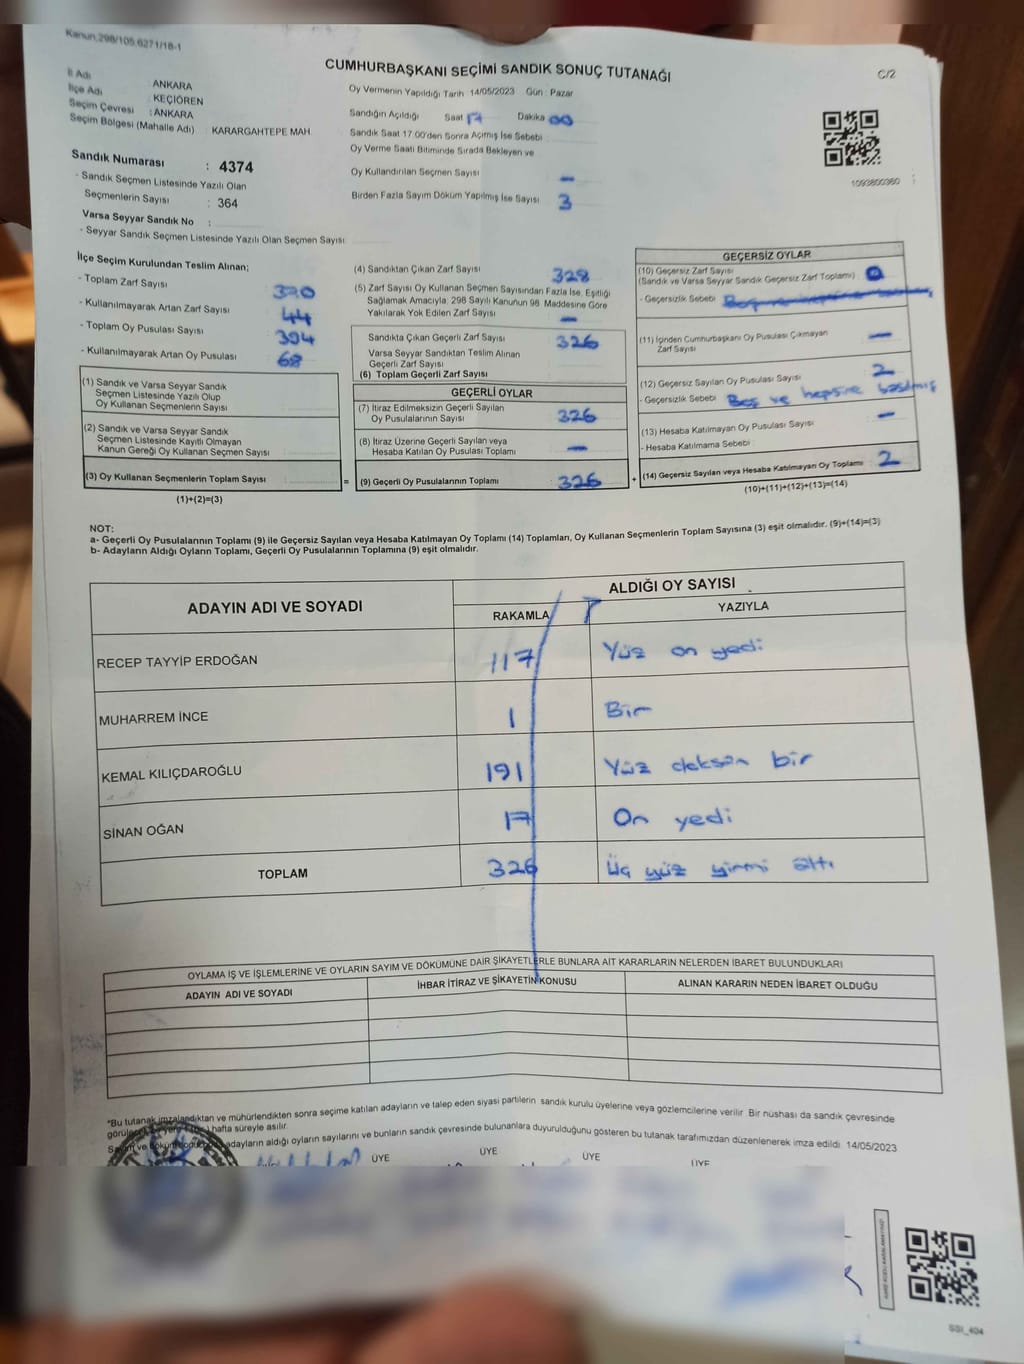 Kanun:298/105,6271/18-1
CUMHURBAŞKANI SEÇİMİ SANDIK SONUÇ TUTANAĞI
C/2
İl Adı : ANKARA
İlçe Adı : KEÇİÖREN
Seçim Çevresi : ANKARA
Seçim Bölgesi (Mahalle Adı) : KARARGAHTEPE MAH.
Sandık Numarası : 4374
- Sandık Seçmen Listesinde Yazılı Olan
Seçmenlerin Sayısı : 364
Varsa Seyyar Sandık No :
- Seyyar Sandık Seçmen Listesinde Yazılı Olan Seçmen Sayısı:
Oy Vermenin Yapıldığı Tarih : 14/05/2023 Gün : Pazar
Sandığın Açıldığı Saat 17 Dakika 00
Sandık Saat 17.00'den Sonra Açılmış İse Sebebi :
Oy Verme Saati Bitiminde Sırada Bekleyen ve
Oy Kullandırılan Seçmen Sayısı : —
Birden Fazla Sayım Döküm Yapılmış İse Sayısı : 3
1093800360
İlçe Seçim Kurulundan Teslim Alınan;
- Toplam Zarf Sayısı
- Kullanılmayarak Artan Zarf Sayısı : 44
- Toplam Oy Pusulası Sayısı : 394
- Kullanılmayarak Artan Oy Pusulası : 68
(1) Sandık ve Varsa Seyyar Sandık
Seçmen Listesinde Yazılı Olup
Oy Kullanan Seçmenlerin Sayısı
(2) Sandık ve Varsa Seyyar Sandık
Seçmen Listesinde Kayıtlı Olmayan
Kanun Gereği Oy Kullanan Seçmen Sayısı
(3) Oy Kullanan Seçmenlerin Toplam Sayısı =
(1)+(2)=(3)
(4) Sandıktan Çıkan Zarf Sayısı 328
(5) Zarf Sayısı Oy Kullanan Seçmen Sayısından Fazla İse, Eşitliği
Sağlamak Amacıyla, 298 Sayılı Kanunun 98. Maddesine Göre
Yakılarak Yok Edilen Zarf Sayısı —
Sandıkta Çıkan Geçerli Zarf Sayısı 326
Varsa Seyyar Sandıktan Teslim Alınan
Geçerli Zarf Sayısı
(6) Toplam Geçerli Zarf Sayısı
GEÇERLİ OYLAR
(7) İtiraz Edilmeksizin Geçerli Sayılan
Oy Pusulalarının Sayısı 326
(8) İtiraz Üzerine Geçerli Sayılan veya
Hesaba Katılan Oy Pusulası Toplamı —
(9) Geçerli Oy Pusulalarının Toplamı 326 +
GEÇERSİZ OYLAR
(10) Geçersiz Zarf Sayısı
(Sandık ve Varsa Seyyar Sandık Geçersiz Zarf Toplamı)
- Geçersizlik Sebebi :
(11) İçinden Cumhurbaşkanı Oy Pusulası Çıkmayan
Zarf Sayısı —
(12) Geçersiz Sayılan Oy Pusulası Sayısı 2
- Geçersizlik Sebebi : Boş ve hepsine basılmış
(13) Hesaba Katılmayan Oy Pusulası Sayısı —
- Hesaba Katılmama Sebebi :
(14) Geçersiz Sayılan veya Hesaba Katılmayan Oy Toplamı 2
(10)+(11)+(12)+(13)=(14)
NOT:
a- Geçerli Oy Pusulalarının Toplamı (9) ile Geçersiz Sayılan veya Hesaba Katılmayan Oy Toplamı (14) Toplamları, Oy Kullanan Seçmenlerin Toplam Sayısına (3) eşit olmalıdır. (9)+(14)=(3)
b- Adayların Aldığı Oyların Toplamı, Geçerli Oy Pusulalarının Toplamına (9) eşit olmalıdır.
ADAYIN ADI VE SOYADI
ALDIĞI OY SAYISI
RAKAMLA YAZIYLA
RECEP TAYYİP ERDOĞAN 117 Yüz on yedi
MUHARREM İNCE 1 Bir
KEMAL KILIÇDAROĞLU 191 Yüz doksan bir
SİNAN OĞAN 17 On yedi
TOPLAM 326 Üç yüz yirmi altı
OYLAMA İŞ VE İŞLEMLERİNE VE OYLARIN SAYIM VE DÖKÜMÜNE DAİR ŞİKAYETLERLE BUNLARA AİT KARARLARIN NELERDEN İBARET BULUNDUKLARI
ADAYIN ADI VE SOYADI İHBAR İTİRAZ VE ŞİKAYETİN KONUSU ALINAN KARARIN NEDEN İBARET OLDUĞU
*Bu tutanak imzalandıktan ve mühürlendikten sonra seçime katılan adayların ve talep eden siyasi partilerin sandık kurulu üyelerine veya gözlemcilerine verilir. Bir nüshası da sandık çevresinde
hafta süreyle asılır.
adayların aldığı oyların sayılarını ve bunların sandık çevresinde bulunanlara duyurulduğunu gösteren bu tutanak tarafımızdan düzenlenerek imza edildi. 14/05/2023
ÜYE ÜYE ÜYE ÜYE
SSI_404